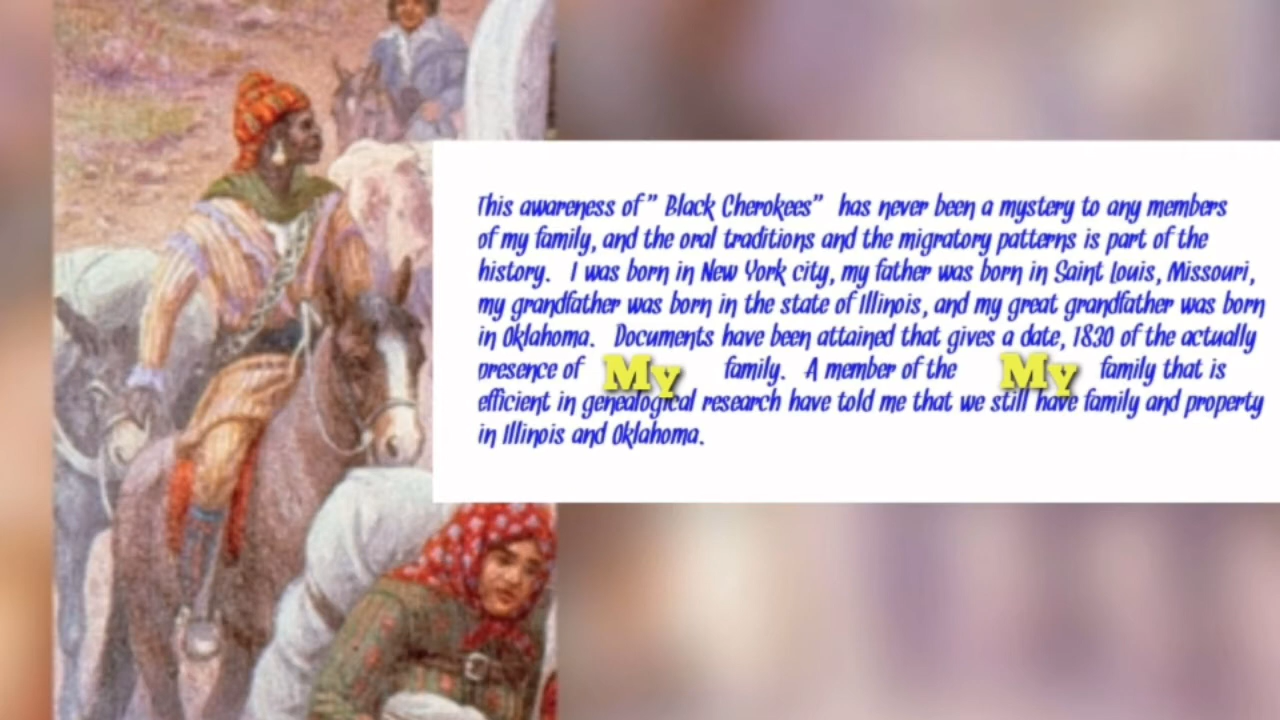 This awareness of " Black Cherokees" has never been a mystery to any members
of my family, and the oral traditions and the migratory patterns is part of the
history. I was born in New York city, my father was born in Saint Louis, Missouri,
my grandfather was born in the state of Illinois, and my great grandfather was born
in Oklahoma. Documents have been attained that gives a date, 1830 of the actually
presence of My family. A member of the My family that is
efficient in genealogical research have told me that we still have family and property
in Illinois and Oklahoma.